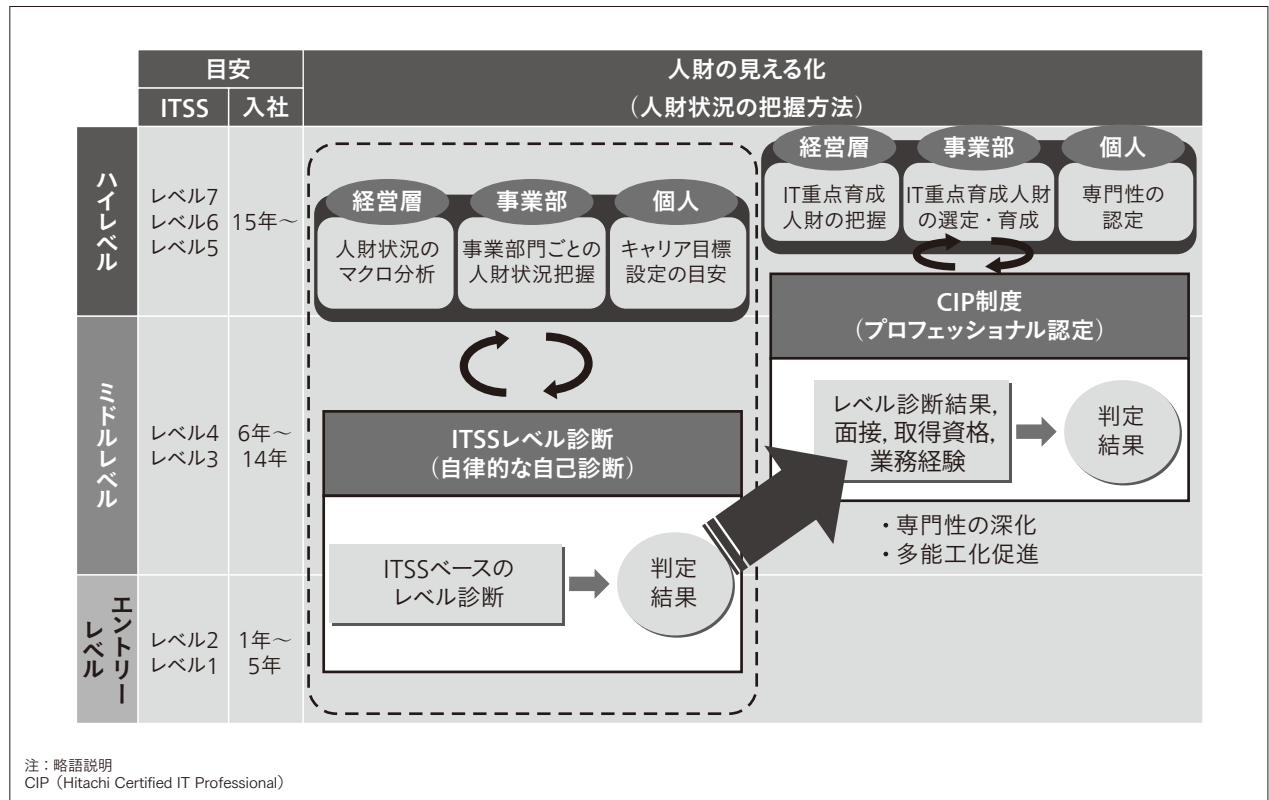 目安
人財の見える化
(人財状況の把握方法)
ITSS
入社
ハイレベル
レベル7
レベル6
レベル5
15年~
ミドルレベル
レベル4
レベル3
6年~
14年
エントリー
レベル
レベル2
レベル1
1年~
5年
経営層
人財状況の
マクロ分析
事業部
事業部門ごとの
人財状況把握
個人
キャリア目標
設定の目安
ITSSレベル診断
(自律的な自己診断)
ITSSベースの
レベル診断
判定
結果
経営層
IT重点育成
人財の把握
事業部
IT重点育成人財
の選定・育成
個人
専門性の
認定
CIP制度
(プロフェッショナル認定)
レベル診断結果,
面接, 取得資格,
業務経験
判定
結果
・専門性の深化
・多能工化促進
注:略語説明
CIP(Hitachi Certified IT Professional)